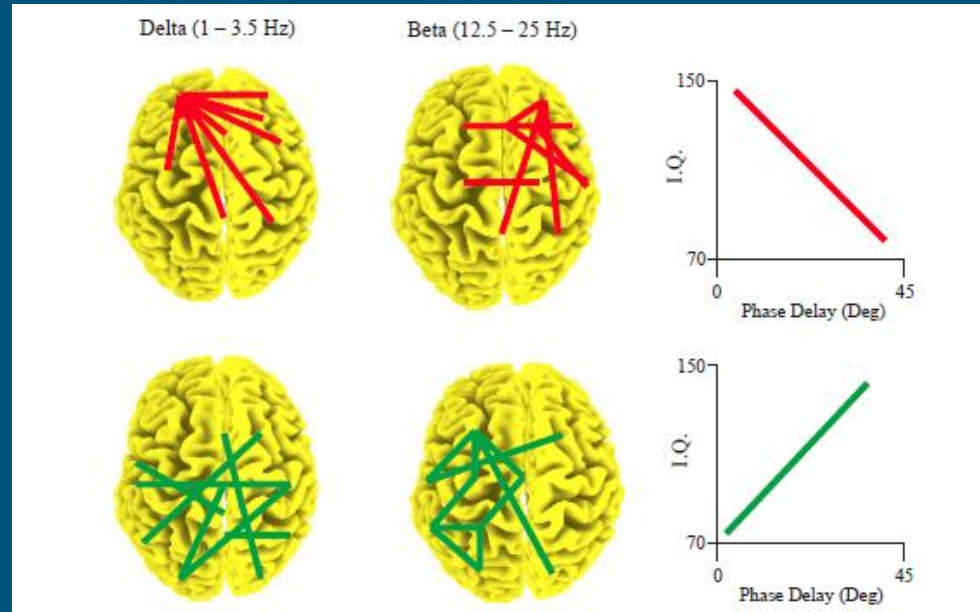 Delta (1 – 3.5 Hz)
Beta (12.5 – 25 Hz)
150
I.Q.
70
0
45
Phase Delay (Deg)
150
I.Q.
70
0
45
Phase Delay (Deg)